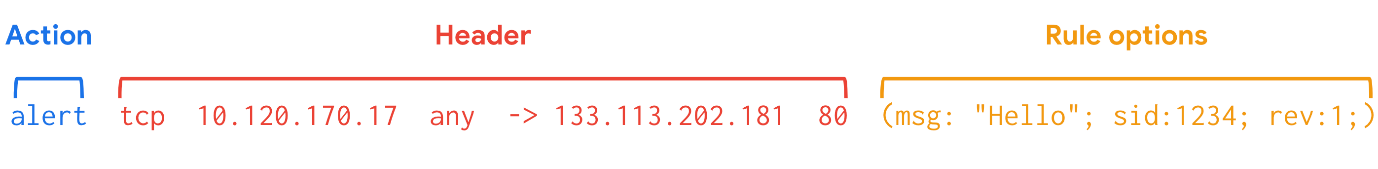 Action Header Rule options
alert tcp 10.120.170.17 any -> 133.113.202.181 80 (msg: "Hello"; sid:1234; rev:1;)